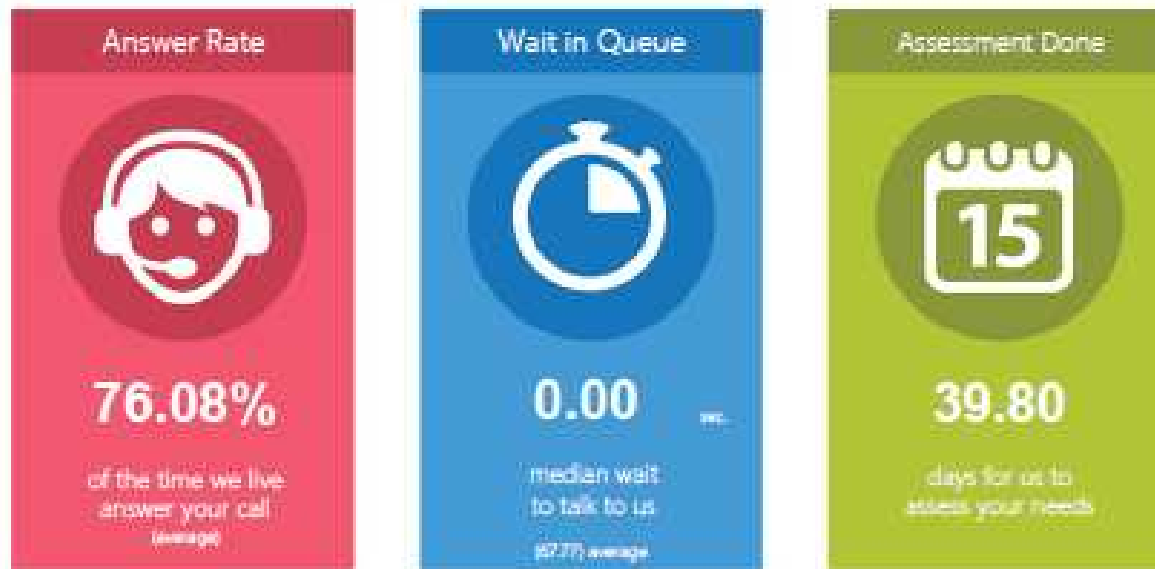 Answer Rate
76.08%
of the time we live
answer your call
(average)
Wait in Queue
0.00 sec.
median wait
to talk to us
(67.77) average
Assessment Done
15
39.80
days for us to
assess your needs